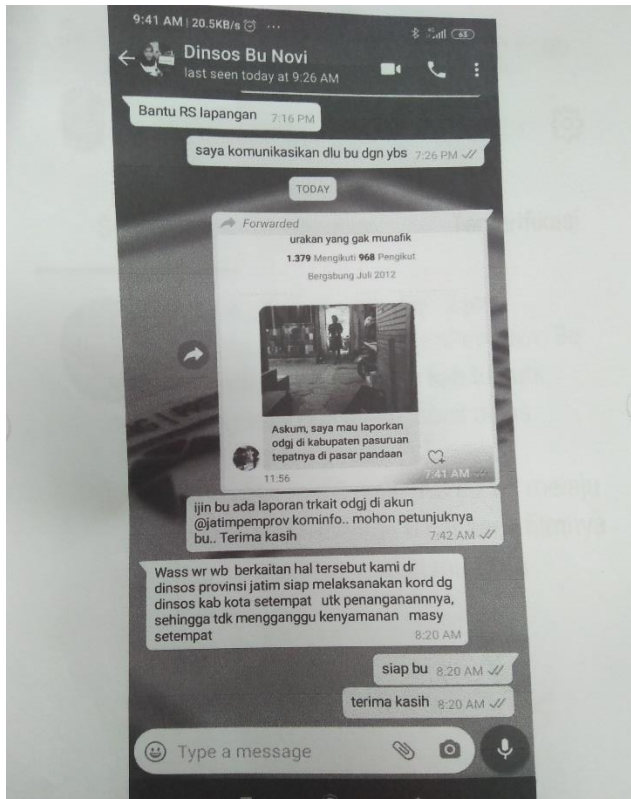 9:41 AM | 20.5KB/s
63
Dinsos Bu Novi
last seen today at 9:26 AM
Bantu RS lapangan 7:16 PM
saya komunikasikan dlu bu dgn ybs 7:26 PM
TODAY
Forwarded
urakan yang gak munafik
1.379 Mengikuti 968 Pengikut
Bergabung Juli 2012
Askum, saya mau laporkan
odgj di kabupaten pasuruan
tepatnya di pasar pandaan
11:56
7:41 AM
ijin bu ada laporan trkait odgj di akun
@jatimpemprov kominfo.. mohon petunjuknya
bu.. Terima kasih 7:42 AM
Wass wr wb berkaitan hal tersebut kami dr
dinsos provinsi jatim siap melaksanakan kord dg
dinsos kab kota setempat utk penanganannnya,
sehingga tdk mengganggu kenyamanan masy
setempat 8:20 AM
siap bu 8:20 AM
terima kasih 8:20 AM
Type a message